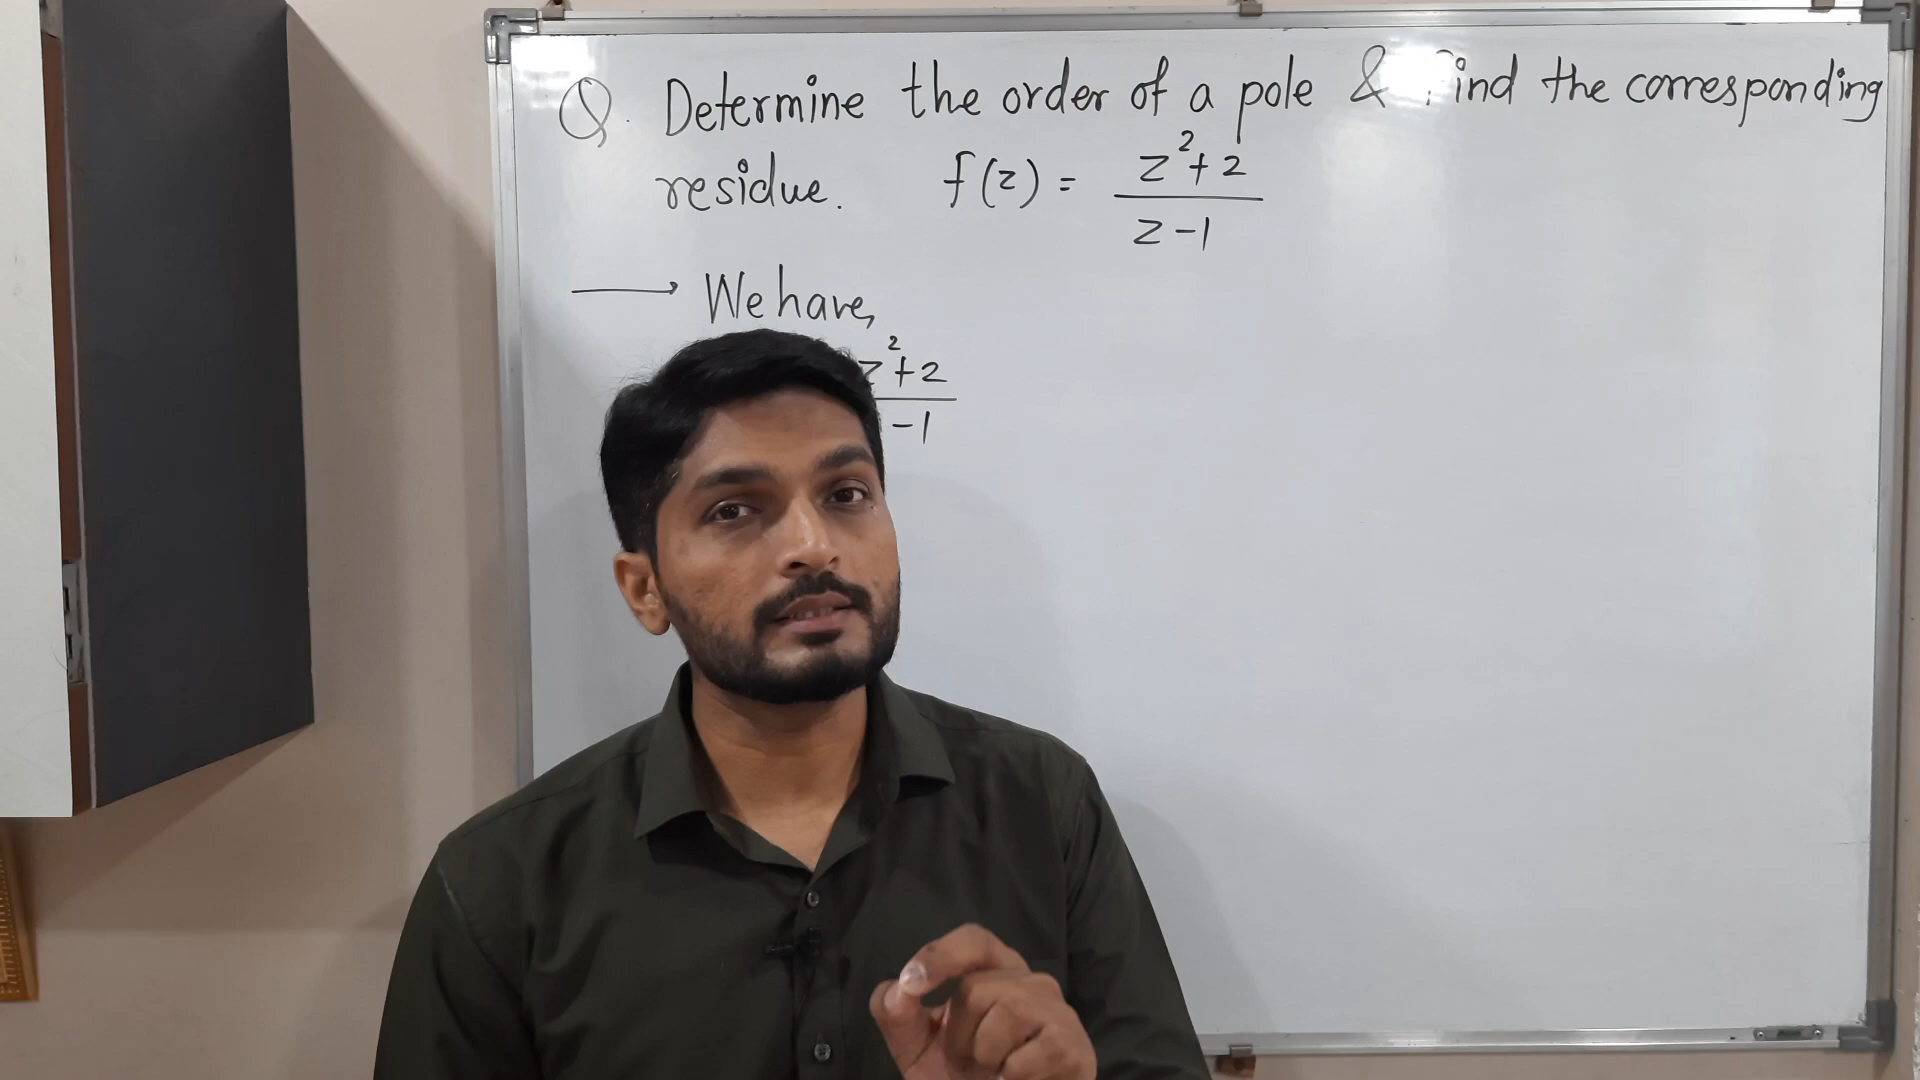 Q. Determine the order of a pole & Find the corresponding
residue. f(z) = z²+2
z-1
We have,
z²+2
-1